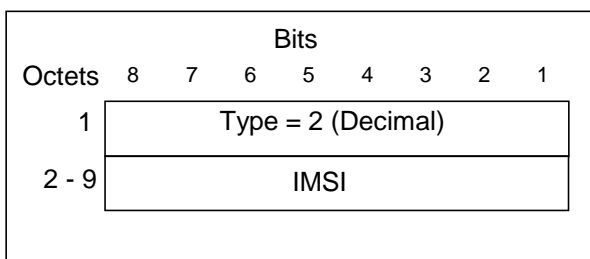 Bits
Octets 8 7 6 5 4 3 2 1
1 Type = 2 (Decimal)
2 - 9 IMSI